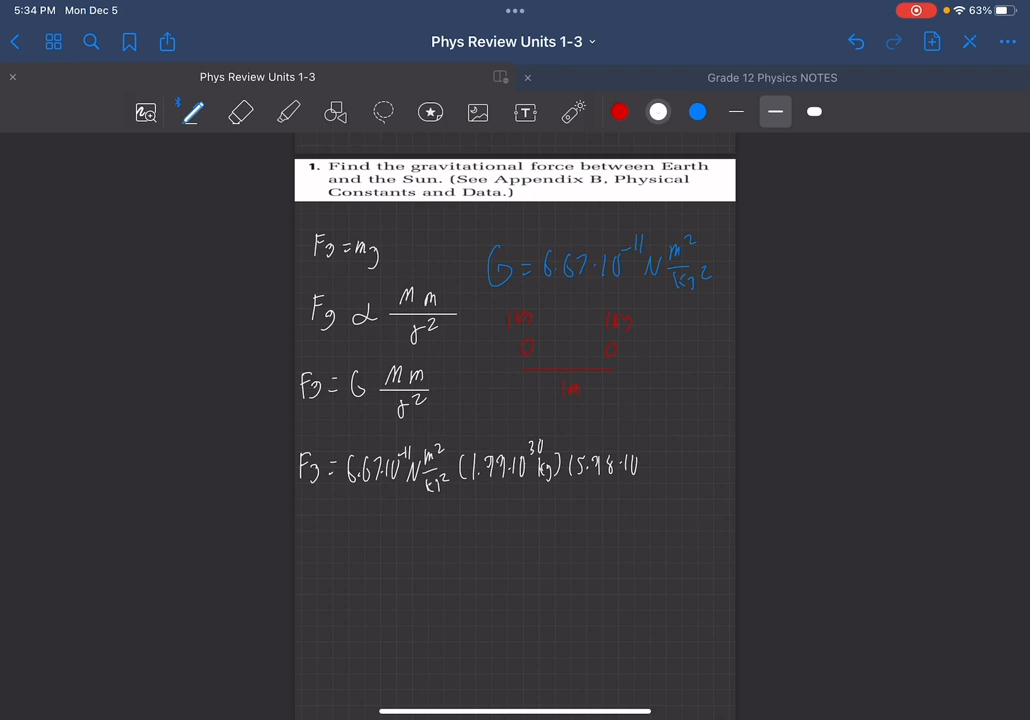 5:34 PM Mon Dec 5
63%
Phys Review Units 1-3
Phys Review Units 1-3
Grade 12 Physics NOTES
1. Find the gravitational force between Earth
and the Sun. (See Appendix B, Physical
Constants and Data.)
Fg = mg
G = 6.67·10⁻¹¹ N m²/kg²
Fg ∝ Mm/r²
1kg 1kg
1m
Fg = G Mm/r²
Fg = 6.67·10⁻¹¹ N m²/kg² (1.99·10³⁰ kg) (5.98·10